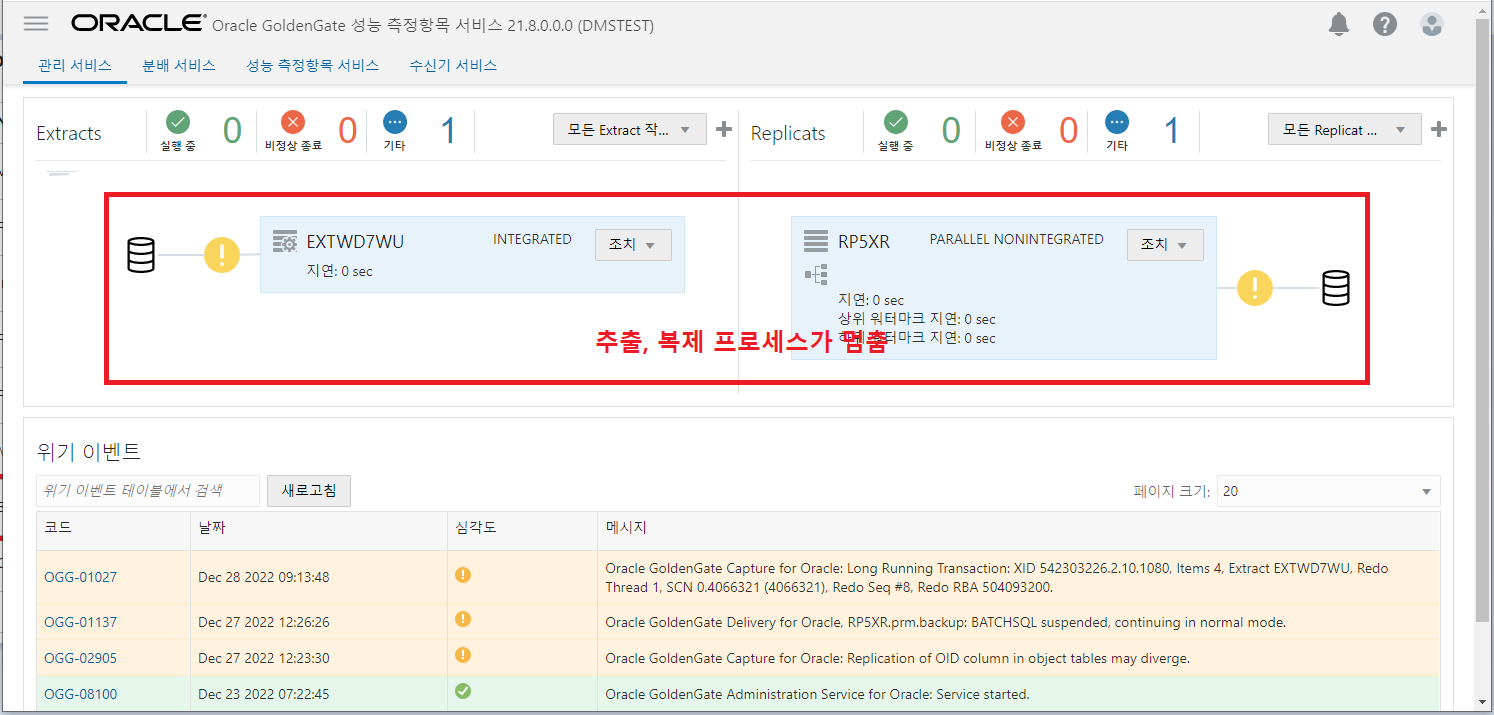 ORACLE Oracle GoldenGate 성능 측정항목 서비스 21.8.0.0.0 (DMSTEST)
관리 서비스 분배 서비스 성능 측정항목 서비스 수신기 서비스
Extracts 실행 중 0 비정상 종료 0 기타 1 모든 Extract 작...
Replicats 실행 중 0 비정상 종료 0 기타 1 모든 Replicat ...
EXTWD7WU INTEGRATED 조치
지연: 0 sec
RP5XR PARALLEL NONINTEGRATED 조치
지연: 0 sec
상위 워터마크 지연: 0 sec
워터마크 지연: 0 sec
추출, 복제 프로세스가 멈춤
위기 이벤트
위기 이벤트 테이블에서 검색 새로고침 페이지 크기: 20
코드 날짜 심각도 메시지
OGG-01027 Dec 28 2022 09:13:48 Oracle GoldenGate Capture for Oracle: Long Running Transaction: XID 542303226.2.10.1080, Items 4, Extract EXTWD7WU, Redo
Thread 1, SCN 0.4066321 (4066321), Redo Seq #8, Redo RBA 504093200.
OGG-01137 Dec 27 2022 12:26:26 Oracle GoldenGate Delivery for Oracle, RP5XR.prm.backup: BATCHSQL suspended, continuing in normal mode.
OGG-02905 Dec 27 2022 12:23:30 Oracle GoldenGate Capture for Oracle: Replication of OID column in object tables may diverge.
OGG-08100 Dec 23 2022 07:22:45 Oracle GoldenGate Administration Service for Oracle: Service started.